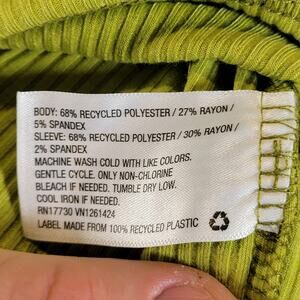 BODY: 68% RECYCLED POLYESTER / 27% RAYON /
5% SPANDEX
SLEEVE: 68% RECYCLED POLYESTER / 30% RAYON /
2% SPANDEX
MACHINE WASH COLD WITH LIKE COLORS.
GENTLE CYCLE. ONLY NON-CHLORINE
BLEACH IF NEEDED. TUMBLE DRY LOW.
COOL IRON IF NEEDED.
RN17730 VN1261424
LABEL MADE FROM 100% RECYCLED PLASTIC